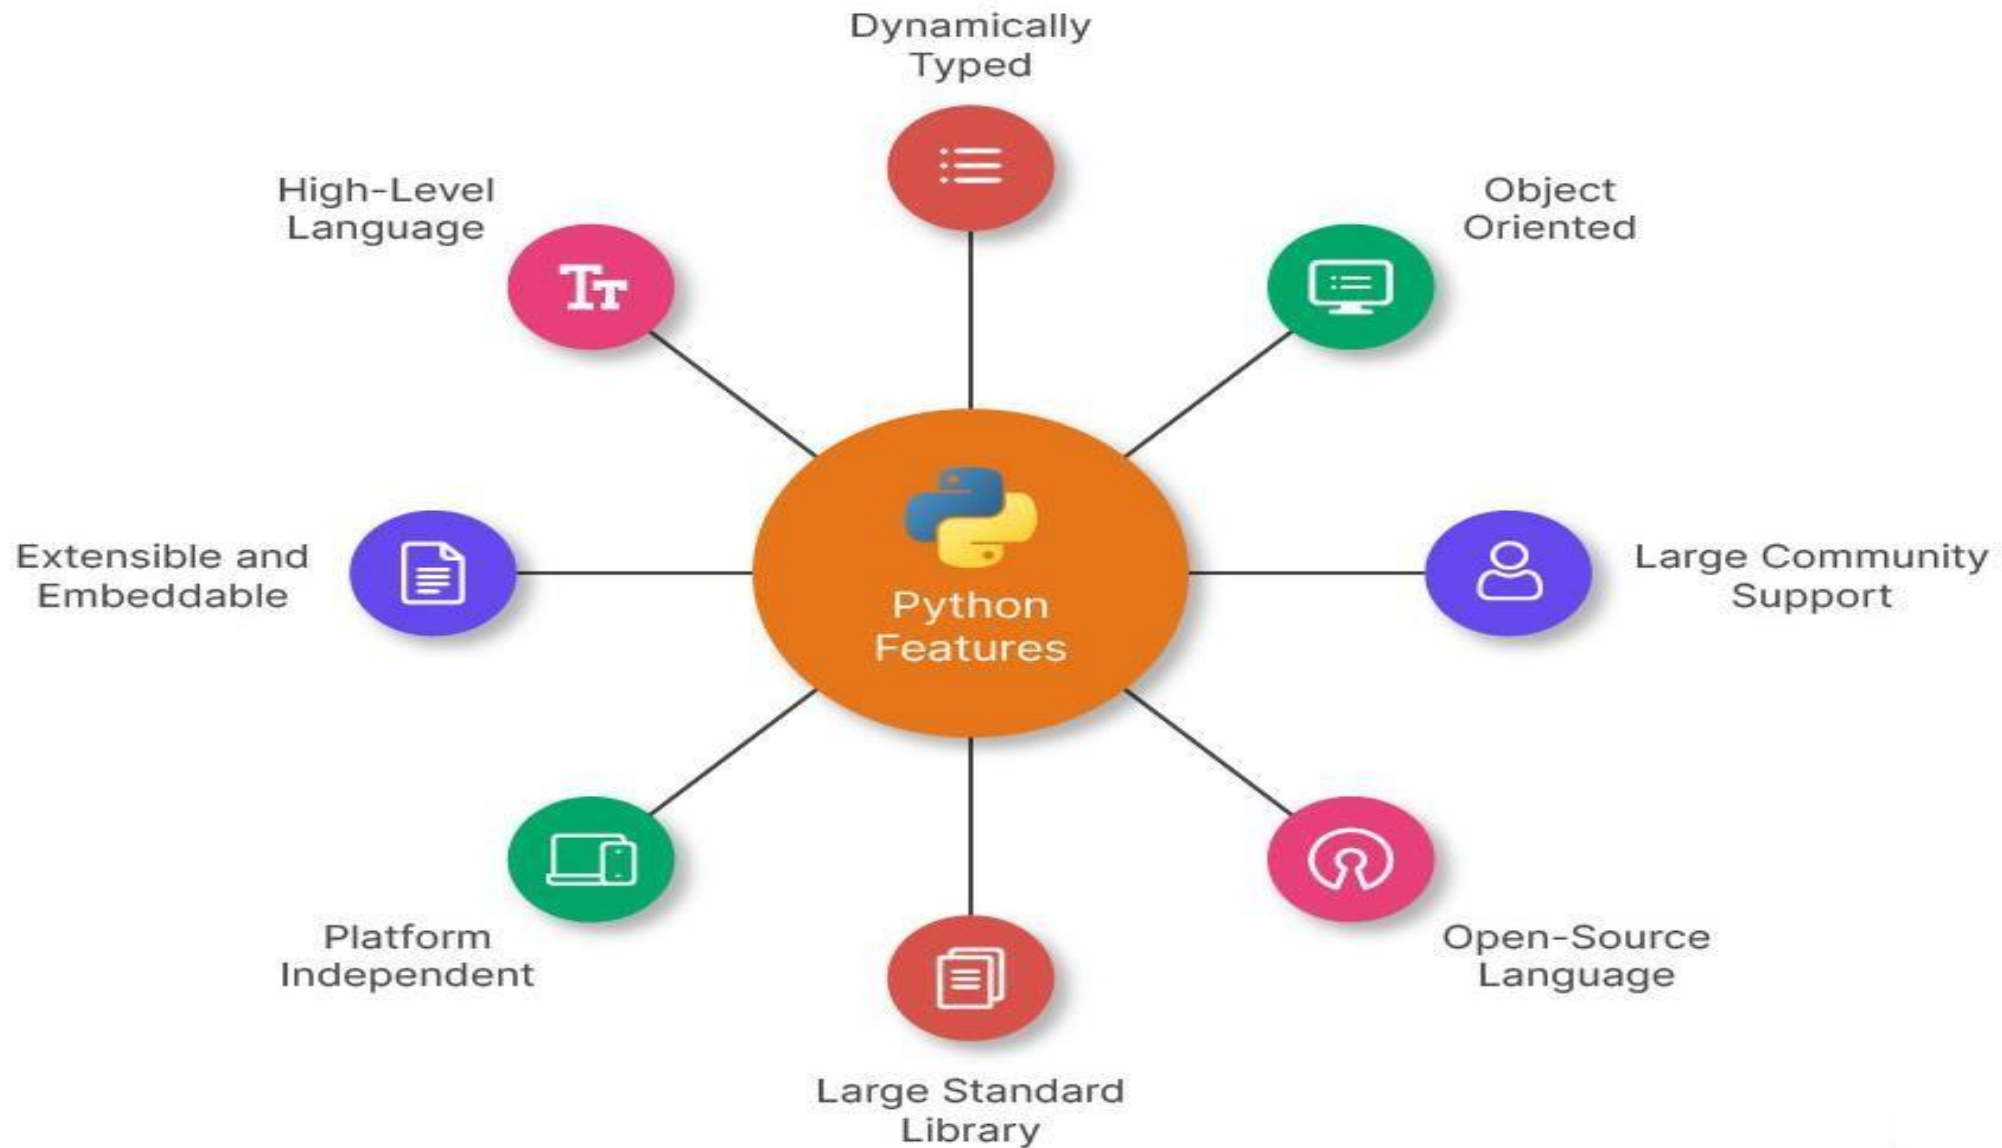 Dynamically
Typed
High-Level
Language
Object
Oriented
Extensible and
Embeddable
Python
Features
Large Community
Support
Platform
Independent
Open-Source
Language
Large Standard
Library